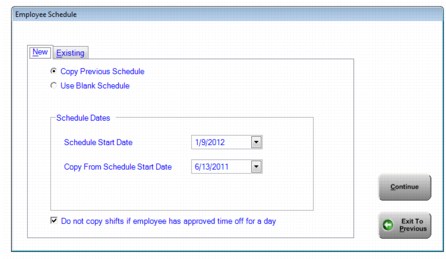 Employee Schedule
New Existing
Copy Previous Schedule
Use Blank Schedule
Schedule Dates
Schedule Start Date 1/9/2012
Copy From Schedule Start Date 6/13/2011
Continue
Do not copy shifts if employee has approved time off for a day
Exit To
Previous